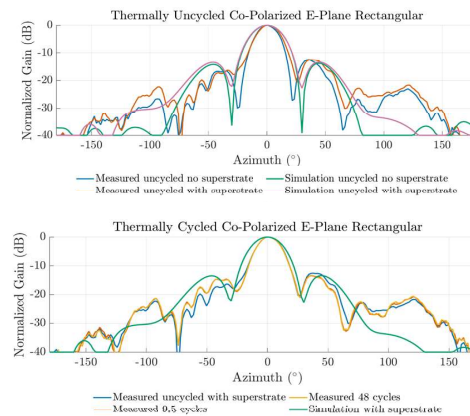 Thermally Uncycled Co-Polarized E-Plane Rectangular
Normalized Gain (dB)
0
-10
-20
-30
-40
-150 -100 -50 0 50 100 150
Azimuth (°)
Measured uncycled no superstrate Simulation uncycled no superstrate
Measured uncycled with superstrate Simulation uncycled with superstrate
Thermally Cycled Co-Polarized E-Plane Rectangular
Normalized Gain (dB)
0
-10
-20
-30
-40
-150 -100 -50 0 50 100 150
Azimuth (°)
Measured uncycled with superstrate Measured 48 cycles
Measured 9.5 cycles Simulation with superstrate